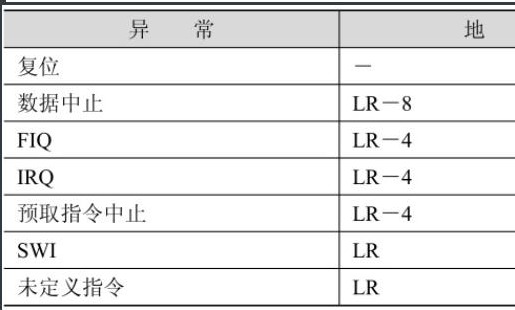 异 常 地
复位 －
数据中止 LR－8
FIQ LR－4
IRQ LR－4
预取指令中止 LR－4
SWI LR
未定义指令 LR